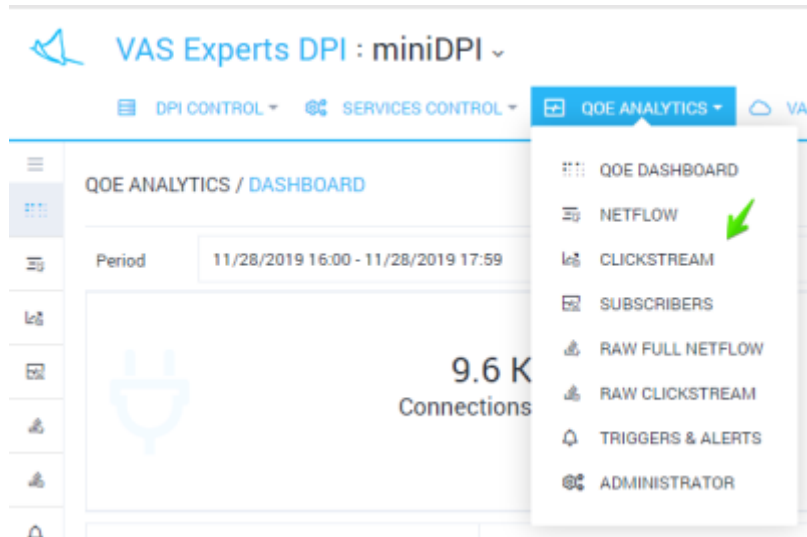 VAS Experts DPI : miniDPI
DPI CONTROL SERVICES CONTROL QOE ANALYTICS VA
QOE ANALYTICS / DASHBOARD
Period 11/28/2019 16:00 - 11/28/2019 17:59
9.6 K
Connections
QOE DASHBOARD
NETFLOW
CLICKSTREAM
SUBSCRIBERS
RAW FULL NETFLOW
RAW CLICKSTREAM
TRIGGERS & ALERTS
ADMINISTRATOR